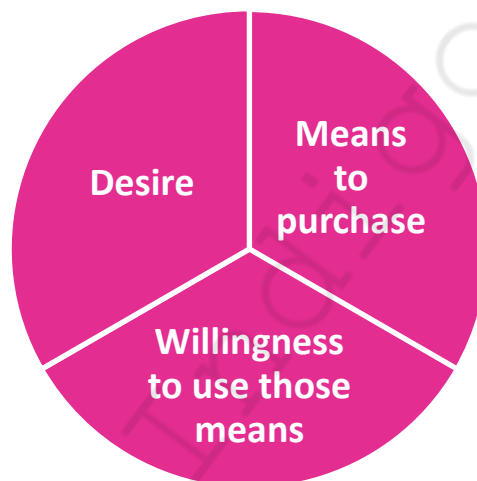 Desire
Means
to
purchase
Willingness
to use those
means